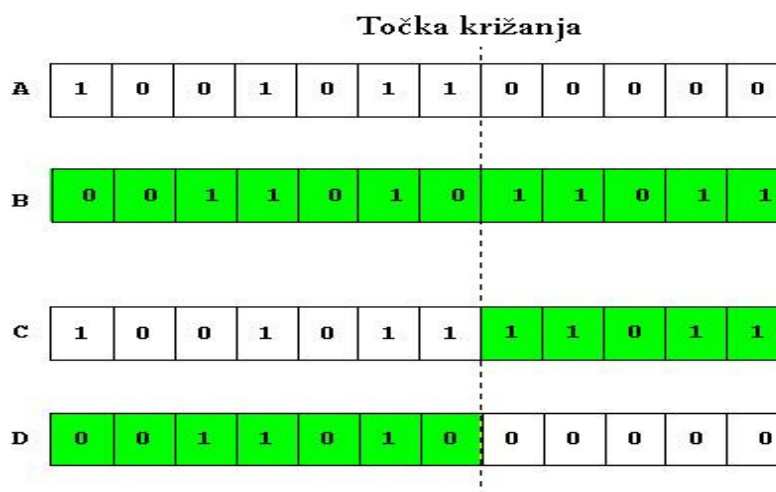 Točka križanja
A 1 0 0 1 0 1 1 0 0 0 0 0
B 0 0 1 1 0 1 0 1 1 0 1 1
C 1 0 0 1 0 1 1 1 1 0 1 1
D 0 0 1 1 0 1 0 0 0 0 0 0